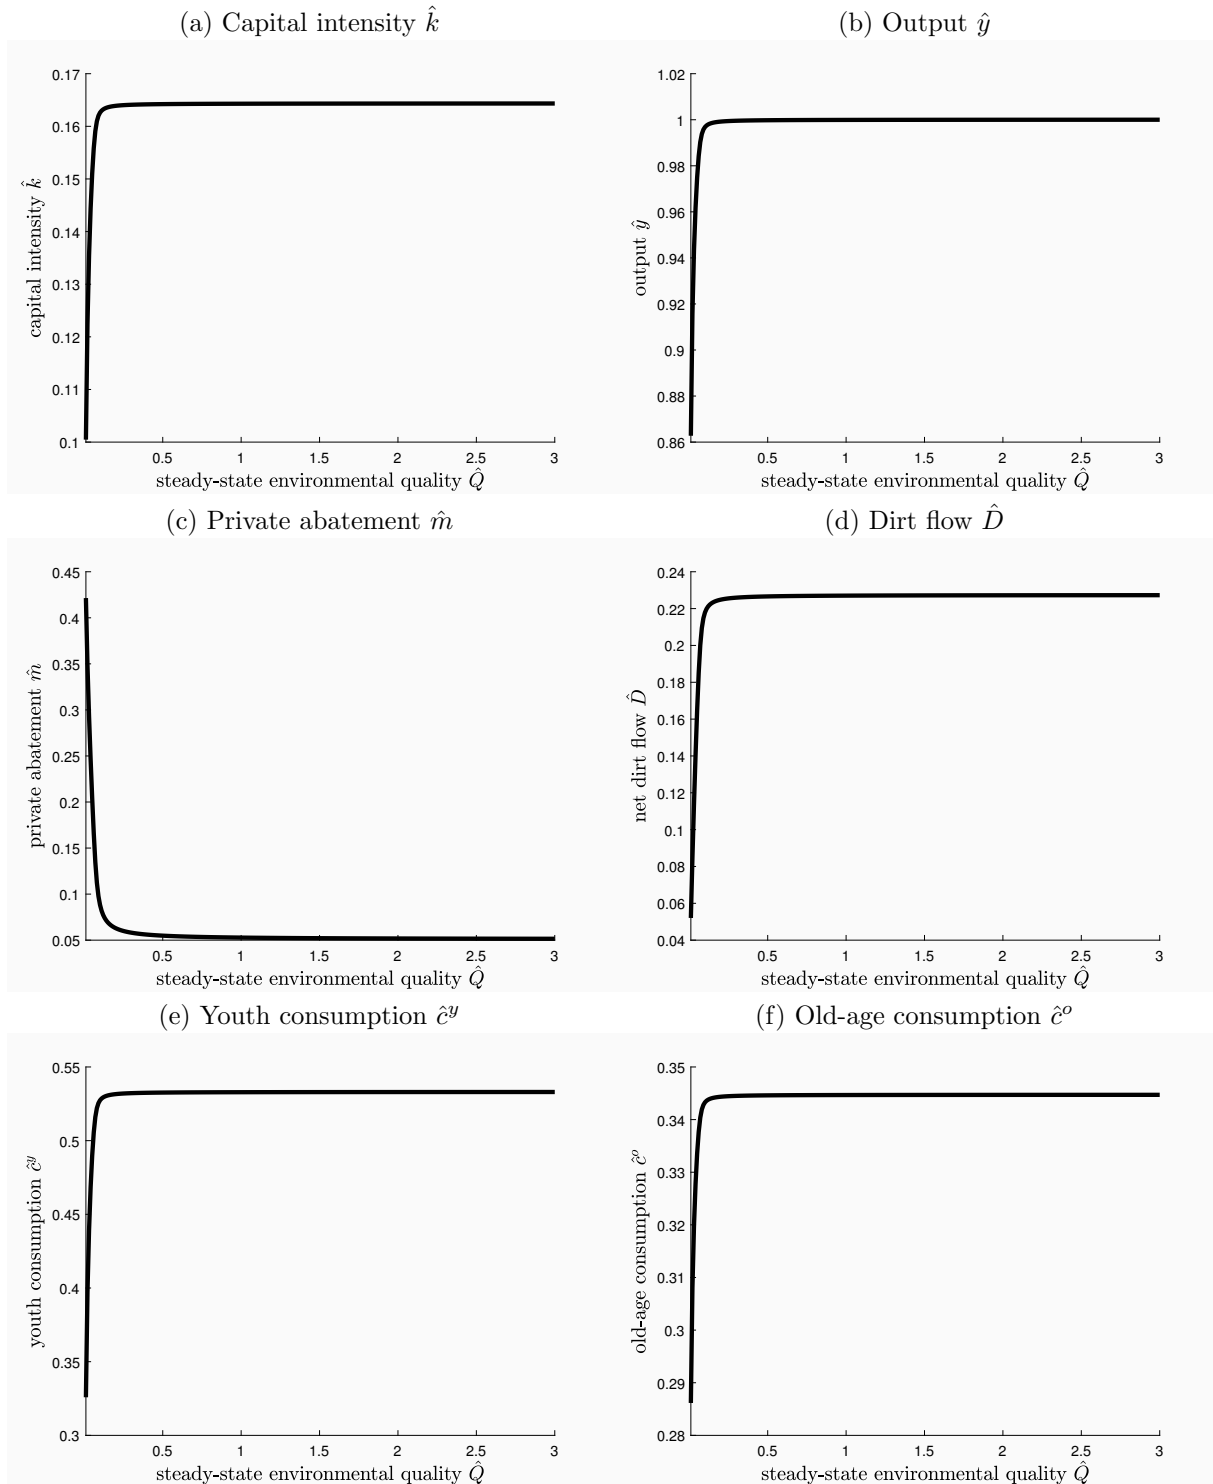 (a) Capital intensity k̂
(b) Output ŷ
0.17
0.16
0.15
0.14
0.13
0.12
0.11
0.1
capital intensity k̂
0.5 1 1.5 2 2.5 3
steady-state environmental quality Q̂
1.02
1
0.98
0.96
0.94
0.92
0.9
0.88
0.86
output ŷ
0.5 1 1.5 2 2.5 3
steady-state environmental quality Q̂
(c) Private abatement m̂
(d) Dirt flow D̂
0.45
0.4
0.35
0.3
0.25
0.2
0.15
0.1
0.05
private abatement m̂
0.5 1 1.5 2 2.5 3
steady-state environmental quality Q̂
0.24
0.22
0.2
0.18
0.16
0.14
0.12
0.1
0.08
0.06
0.04
net dirt flow D̂
0.5 1 1.5 2 2.5 3
steady-state environmental quality Q̂
(e) Youth consumption ĉʸ
(f) Old-age consumption ĉᵒ
0.55
0.5
0.45
0.4
0.35
0.3
youth consumption ĉʸ
0.5 1 1.5 2 2.5 3
steady-state environmental quality Q̂
0.35
0.34
0.33
0.32
0.31
0.3
0.29
0.28
old-age consumption ĉᵒ
0.5 1 1.5 2 2.5 3
steady-state environmental quality Q̂